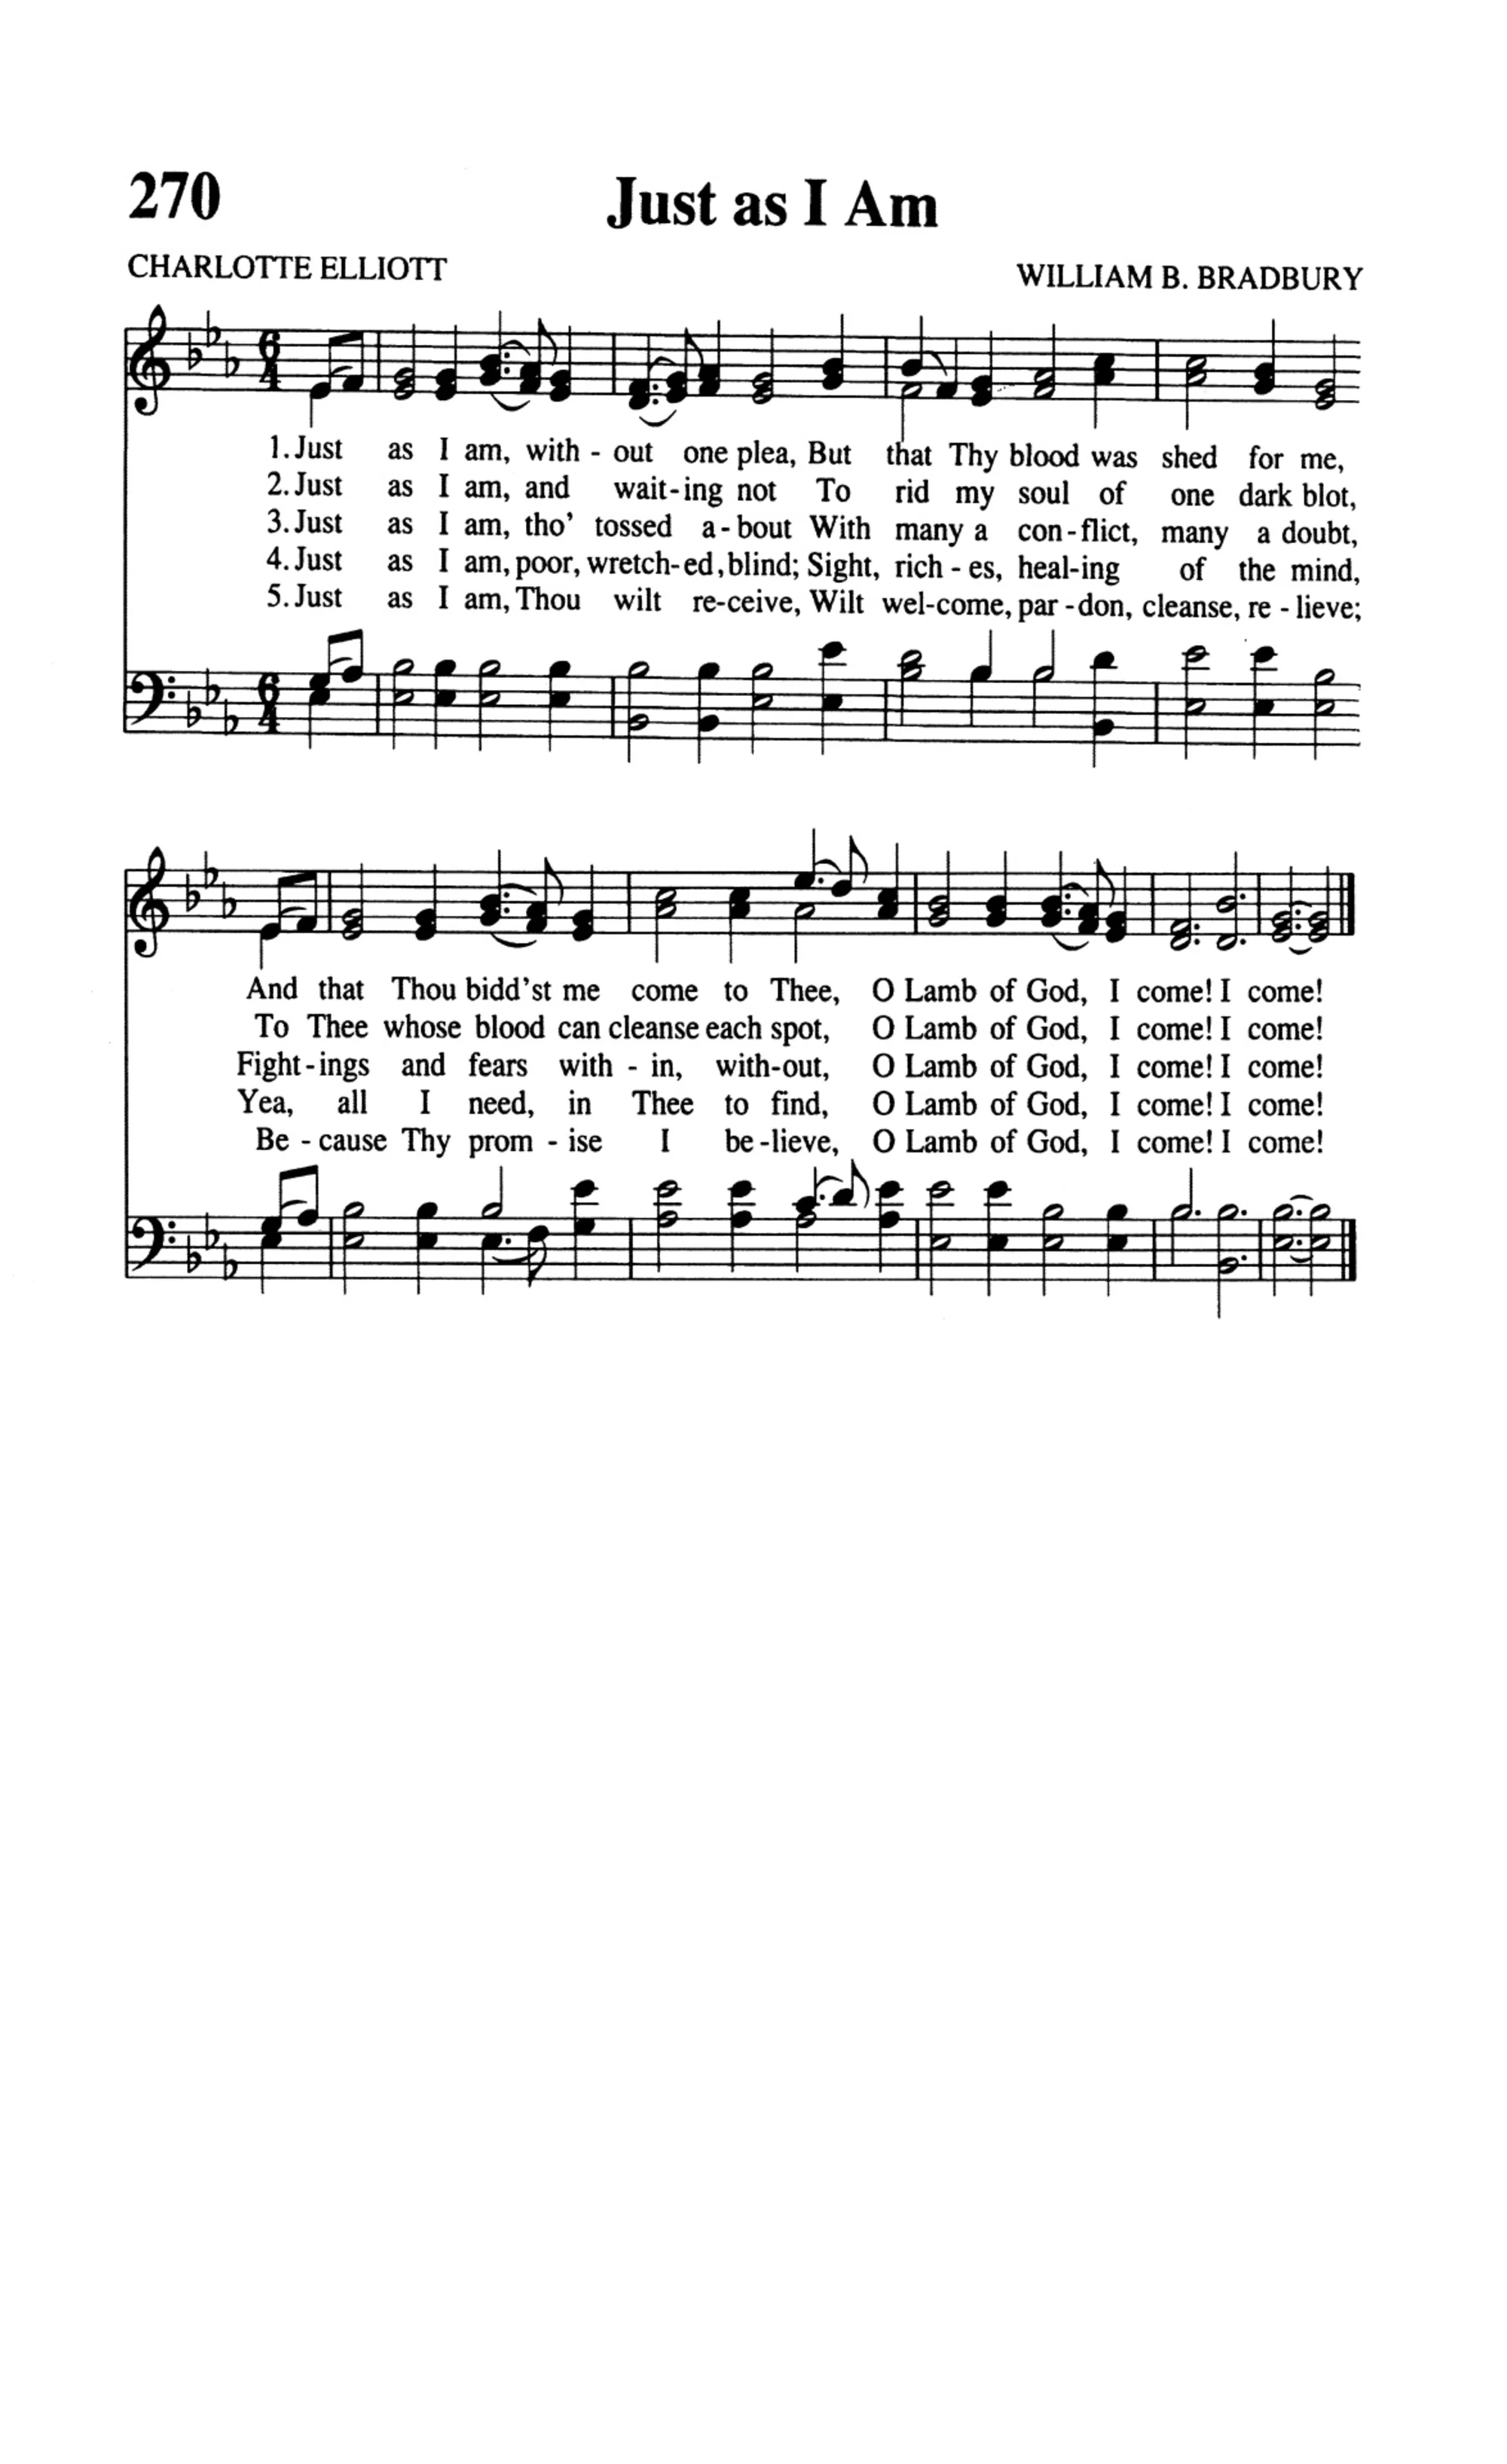 270
Just as I Am
CHARLOTTE ELLIOTT
WILLIAM B. BRADBURY
6
4
1. Just as I am, with - out one plea, But that Thy blood was shed for me,
2. Just as I am, and wait-ing not To rid my soul of one dark blot,
3. Just as I am, tho' tossed a-bout With many a con-flict, many a doubt,
4. Just as I am, poor, wretch-ed, blind; Sight, rich - es, heal-ing of the mind,
5. Just as I am, Thou wilt re-ceive, Wilt wel-come, par-don, cleanse, re - lieve;
6
4
And that Thou bidd'st me come to Thee, O Lamb of God, I come! I come!
To Thee whose blood can cleanse each spot, O Lamb of God, I come! I come!
Fight-ings and fears with - in, with-out, O Lamb of God, I come! I come!
Yea, all I need, in Thee to find, O Lamb of God, I come! I come!
Be - cause Thy prom - ise I be-lieve, O Lamb of God, I come! I come!